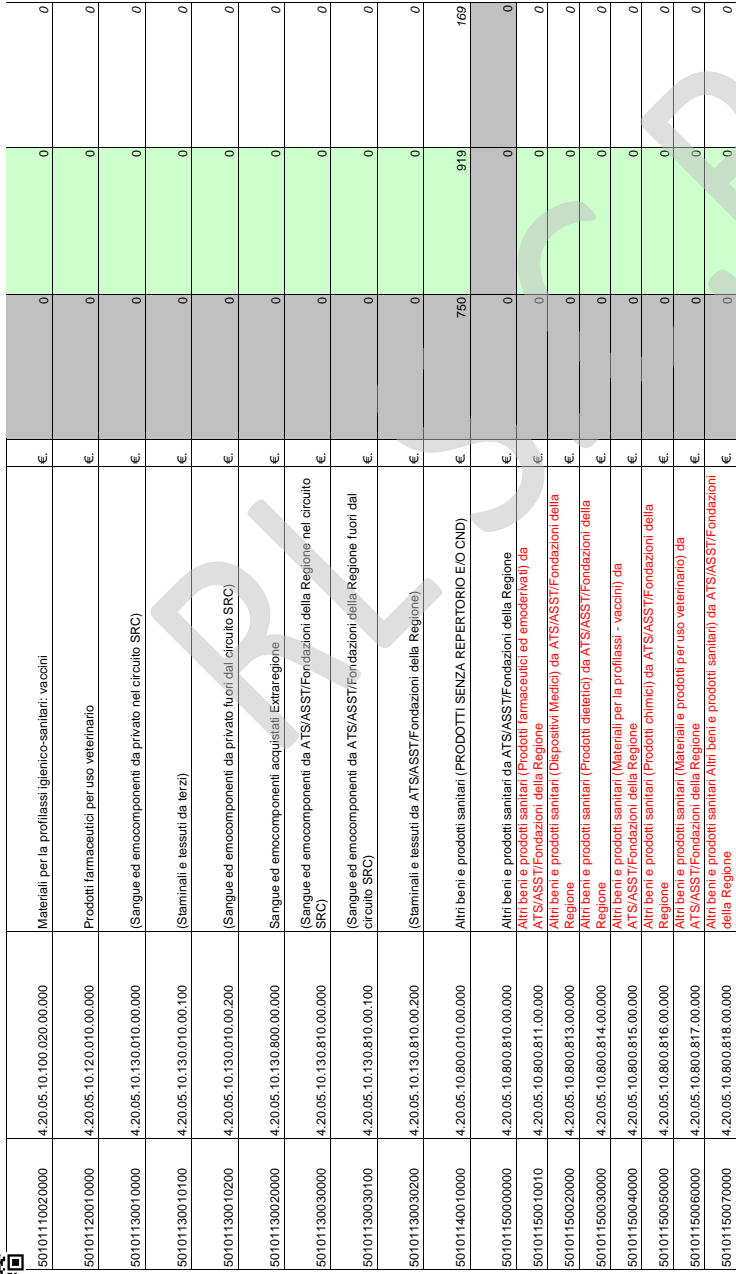 50101110020000 4.20.05.10.100.020.00.000 Materiali per la profilassi igienico-sanitari: vaccini €. 0 0 0
50101120010000 4.20.05.10.120.010.00.000 Prodotti farmaceutici per uso veterinario €. 0 0 0
50101130010000 4.20.05.10.130.010.00.000 (Sangue ed emocomponenti da privato nel circuito SRC) €. 0 0 0
50101130010100 4.20.05.10.130.010.00.100 (Staminali e tessuti da terzi) €. 0 0 0
50101130010200 4.20.05.10.130.010.00.200 (Sangue ed emocomponenti da privato fuori dal circuito SRC) €. 0 0 0
50101130020000 4.20.05.10.130.800.00.000 Sangue ed emocomponenti acquistati Extraregione €. 0 0 0
50101130030000 4.20.05.10.130.810.00.000 (Sangue ed emocomponenti da ATS/ASST/Fondazioni della Regione nel circuito
SRC) €. 0 0 0
50101130030100 4.20.05.10.130.810.00.100 (Sangue ed emocomponenti da ATS/ASST/Fondazioni della Regione fuori dal
circuito SRC) €. 0 0 0
50101130030200 4.20.05.10.130.810.00.200 (Staminali e tessuti da ATS/ASST/Fondazioni della Regione) €. 0 0 0
50101140010000 4.20.05.10.800.010.00.000 Altri beni e prodotti sanitari (PRODOTTI SENZA REPERTORIO E/O CND) €. 750 919 169
50101150000000 4.20.05.10.800.810.00.000 Altri beni e prodotti sanitari da ATS/ASST/Fondazioni della Regione €. 0 0 0
50101150010010 4.20.05.10.800.811.00.000 Altri beni e prodotti sanitari (Prodotti farmaceutici ed emoderivati) da
ATS/ASST/Fondazioni della Regione €. 0 0 0
50101150020000 4.20.05.10.800.813.00.000 Altri beni e prodotti sanitari (Dispositivi Medici) da ATS/ASST/Fondazioni della
Regione €. 0 0 0
50101150030000 4.20.05.10.800.814.00.000 Altri beni e prodotti sanitari (Prodotti dietetici) da ATS/ASST/Fondazioni della
Regione €. 0 0 0
50101150040000 4.20.05.10.800.815.00.000 Altri beni e prodotti sanitari (Materiali per la profilassi - vaccini) da
ATS/ASST/Fondazioni della Regione €. 0 0 0
50101150050000 4.20.05.10.800.816.00.000 Altri beni e prodotti sanitari (Prodotti chimici) da ATS/ASST/Fondazioni della
Regione €. 0 0 0
50101150060000 4.20.05.10.800.817.00.000 Altri beni e prodotti sanitari (Materiali e prodotti per uso veterinario) da
ATS/ASST/Fondazioni della Regione €. 0 0 0
50101150070000 4.20.05.10.800.818.00.000 Altri beni e prodotti sanitari Altri beni e prodotti sanitari) da ATS/ASST/Fondazioni
della Regione €. 0 0 0